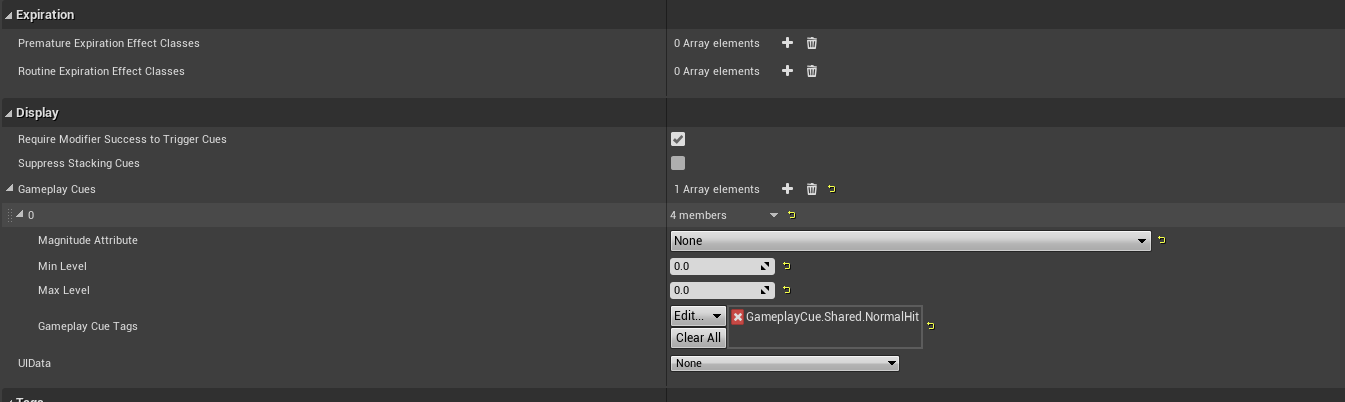 Expiration
Premature Expiration Effect Classes 0 Array elements
Routine Expiration Effect Classes 0 Array elements
Display
Require Modifier Success to Trigger Cues
Suppress Stacking Cues
Gameplay Cues 1 Array elements
0 4 members
Magnitude Attribute None
Min Level 0.0
Max Level 0.0
Gameplay Cue Tags Edit... GameplayCue.Shared.NormalHit
Clear All
UIData None
Tags